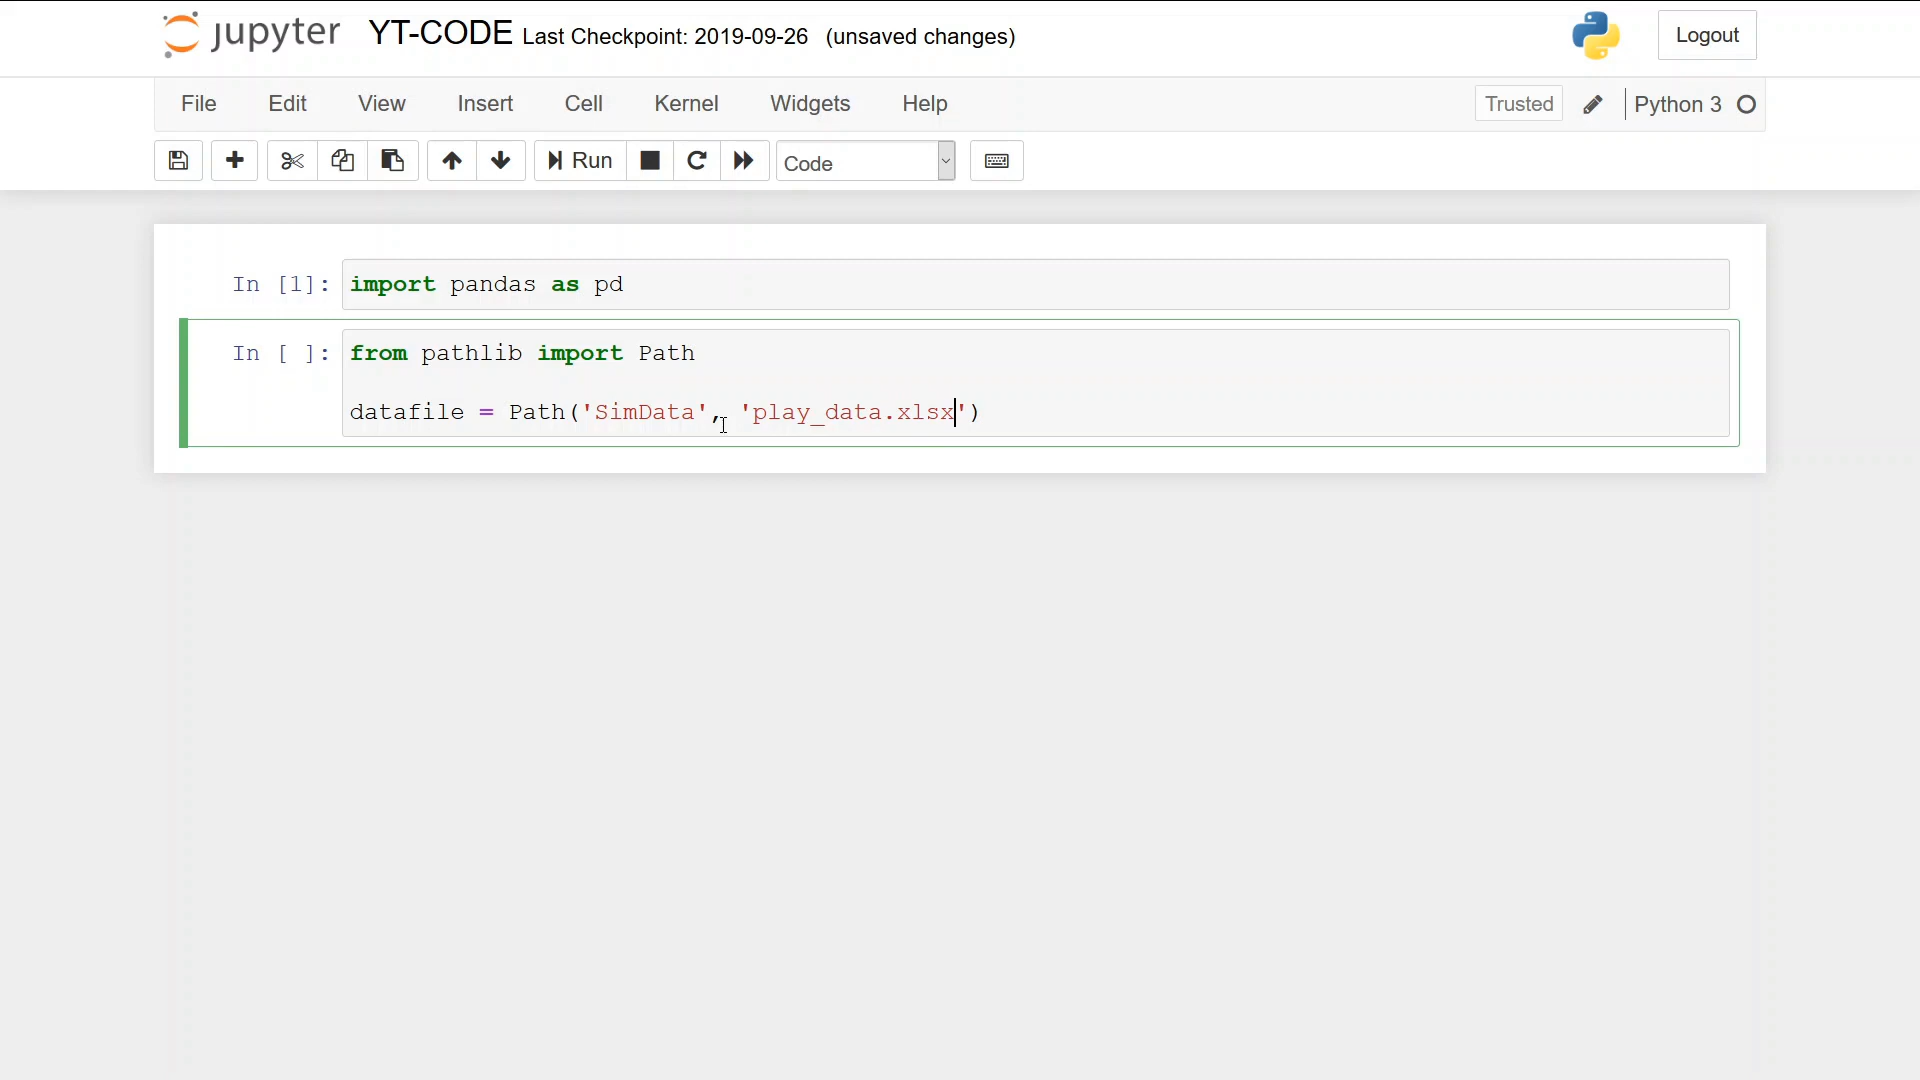 jupyter YT-CODE Last Checkpoint: 2019-09-26 (unsaved changes) Logout
File Edit View Insert Cell Kernel Widgets Help Trusted Python 3
Run Code
In [1]: import pandas as pd
In [ ]: from pathlib import Path
datafile = Path('SimData', 'play_data.xlsx')